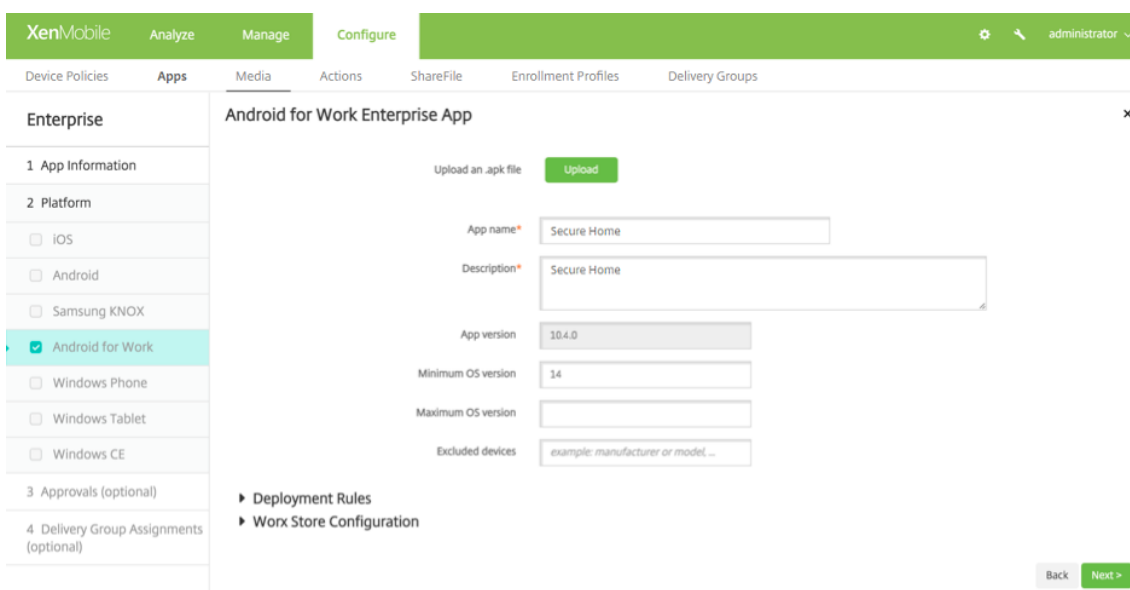 XenMobile Analyze Manage Configure administrator
Device Policies Apps Media Actions ShareFile Enrollment Profiles Delivery Groups
Enterprise
1 App Information
2 Platform
iOS
Android
Samsung KNOX
Android for Work
Windows Phone
Windows Tablet
Windows CE
3 Approvals (optional)
4 Delivery Group Assignments
(optional)
Android for Work Enterprise App
Upload an .apk file Upload
App name* Secure Home
Description* Secure Home
App version 10.4.0
Minimum OS version 14
Maximum OS version
Excluded devices example: manufacturer or model, ...
Deployment Rules
Worx Store Configuration
Back Next >